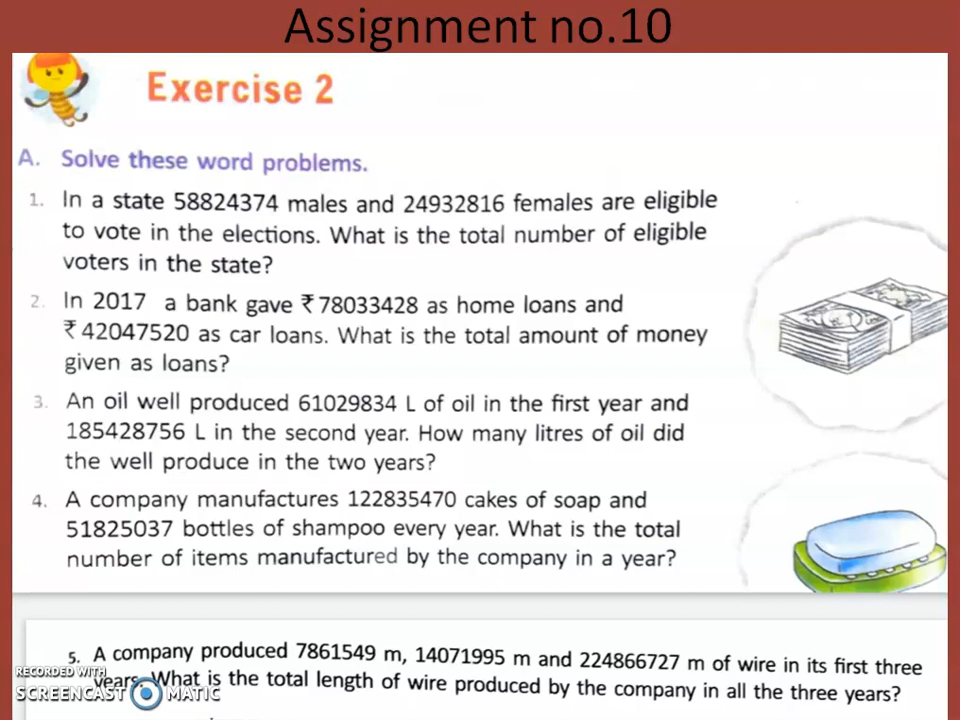 Assignment no.10
Exercise 2
A. Solve these word problems.
1. In a state 58824374 males and 24932816 females are eligible
to vote in the elections. What is the total number of eligible
voters in the state?
2. In 2017 a bank gave ₹78033428 as home loans and
₹42047520 as car loans. What is the total amount of money
given as loans?
3. An oil well produced 61029834 L of oil in the first year and
185428756 L in the second year. How many litres of oil did
the well produce in the two years?
4. A company manufactures 122835470 cakes of soap and
51825037 bottles of shampoo every year. What is the total
number of items manufactured by the company in a year?
5. A company produced 7861549 m, 14071995 m and 224866727 m of wire in its first three
years. What is the total length of wire produced by the company in all the three years?
RECORDED WITH
SCREENCAST MATIC